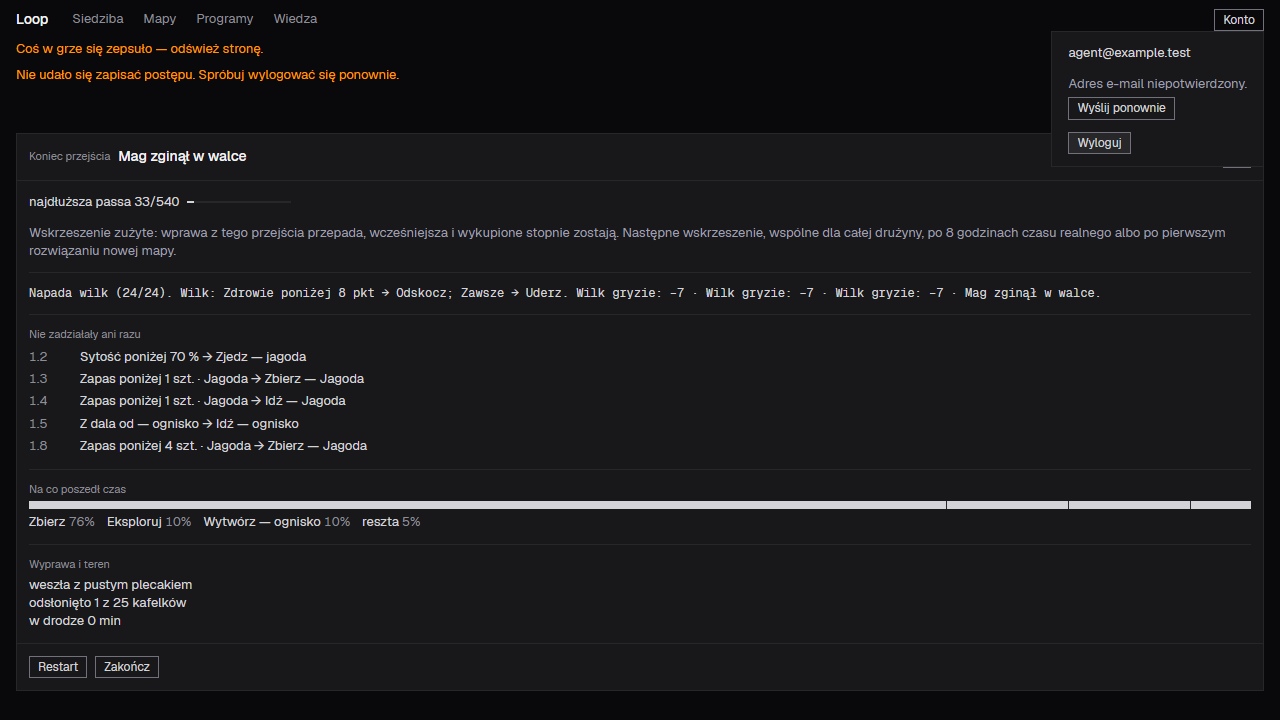 Loop Siedziba Mapy Programy Wiedza Konto
Coś w grze się zepsuło — odśwież stronę.
Nie udało się zapisać postępu. Spróbuj wylogować się ponownie.
agent@example.test
Adres e-mail niepotwierdzony.
Wyślij ponownie
Wyloguj
Koniec przejścia Mag zginął w walce
najdłuższa passa 33/540
Wskrzeszenie zużyte: wprawa z tego przejścia przepada, wcześniejsza i wykupione stopnie zostają. Następne wskrzeszenie, wspólne dla całej drużyny, po 8 godzinach czasu realnego albo po pierwszym
rozwiązaniu nowej mapy.
Napada wilk (24/24). Wilk: Zdrowie poniżej 8 pkt → Odskocz; Zawsze → Uderz. Wilk gryzie: −7 · Wilk gryzie: −7 · Wilk gryzie: −7 · Mag zginął w walce.
Nie zadziałały ani razu
1.2 Sytość poniżej 70 % → Zjedz — jagoda
1.3 Zapas poniżej 1 szt. · Jagoda → Zbierz — Jagoda
1.4 Zapas poniżej 1 szt. · Jagoda → Idź — Jagoda
1.5 Z dala od — ognisko → Idź — ognisko
1.8 Zapas poniżej 4 szt. · Jagoda → Zbierz — Jagoda
Na co poszedł czas
Zbierz 76% Eksploruj 10% Wytwórz — ognisko 10% reszta 5%
Wyprawa i teren
weszła z pustym plecakiem
odsłonięto 1 z 25 kafelków
w drodze 0 min
Restart Zakończ